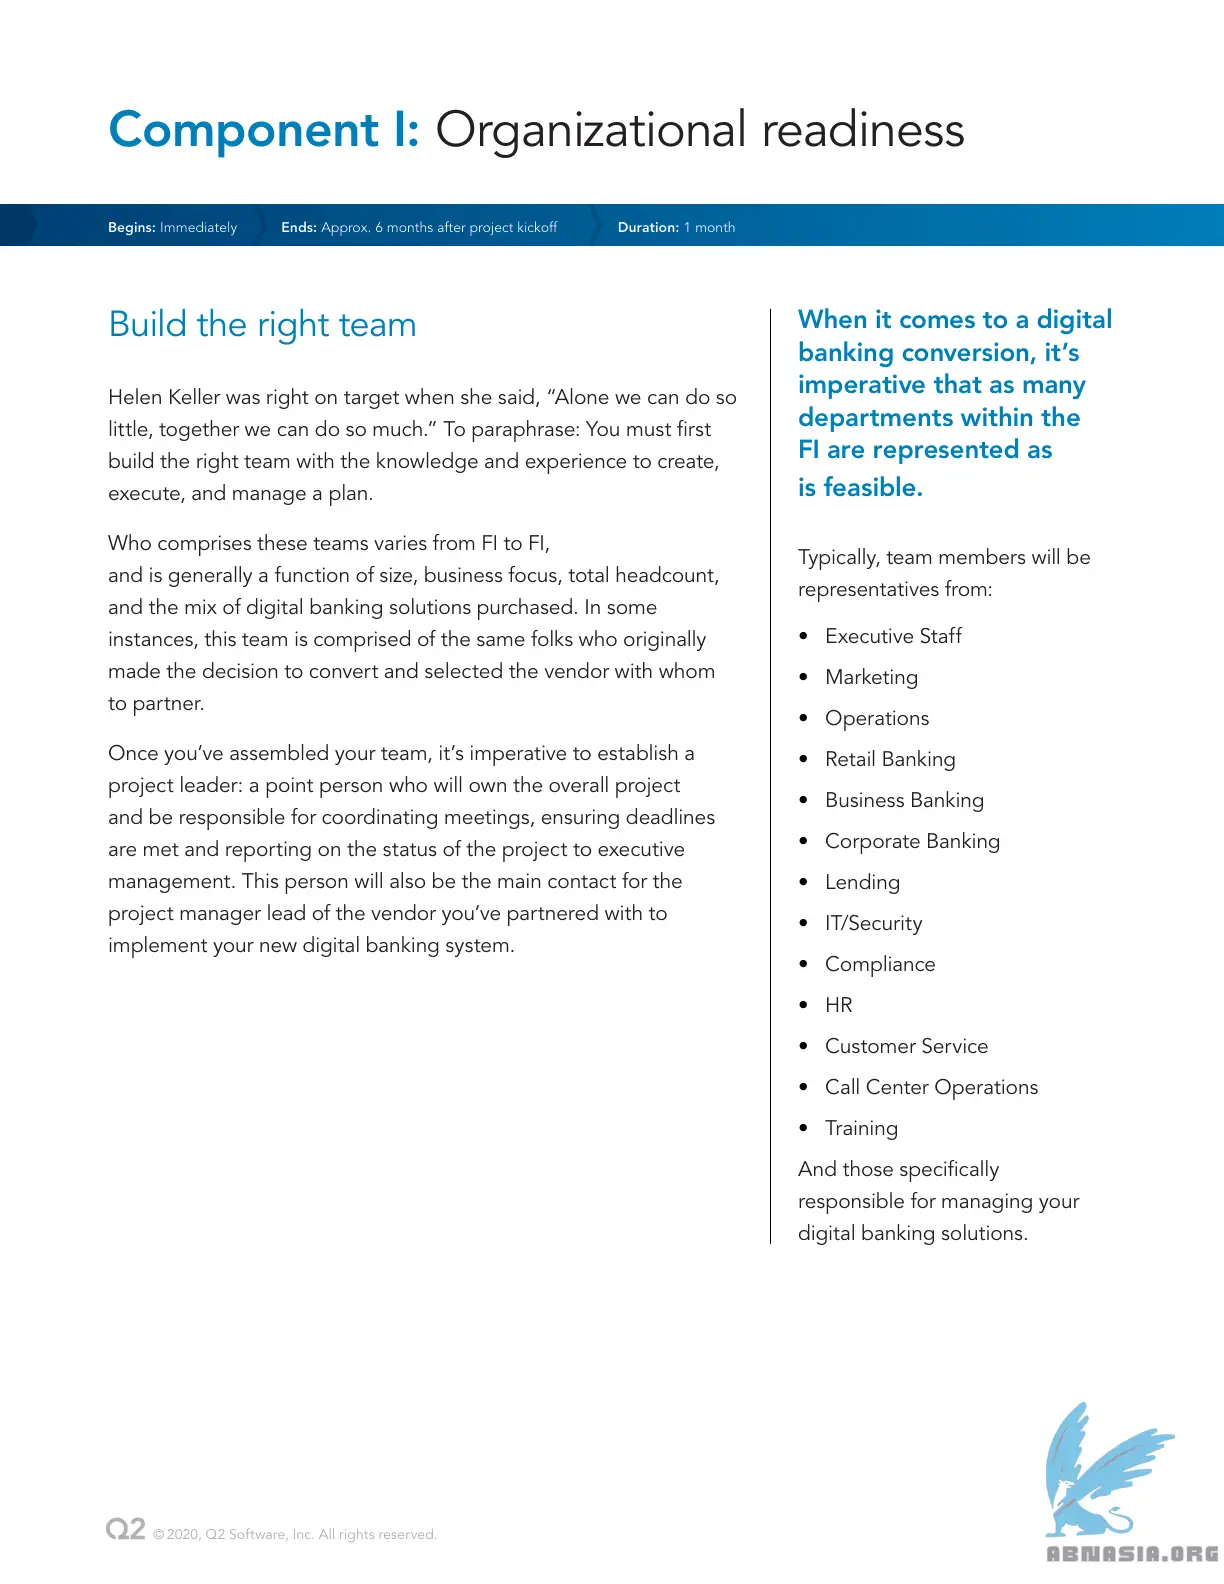 Component I: Organizational readiness
Begins: Immediately
Ends: Approx. 6 months after project kickoff
Duration: 1 month
Build the right team
Helen Keller was right on target when she said, “Alone we can do so
little, together we can do so much.” To paraphrase: You must first
build the right team with the knowledge and experience to create,
execute, and manage a plan.
Who comprises these teams varies from FI to FI,
and is generally a function of size, business focus, total headcount,
and the mix of digital banking solutions purchased. In some
instances, this team is comprised of the same folks who originally
made the decision to convert and selected the vendor with whom
to partner.
Once you’ve assembled your team, it’s imperative to establish a
project leader: a point person who will own the overall project
and be responsible for coordinating meetings, ensuring deadlines
are met and reporting on the status of the project to executive
management. This person will also be the main contact for the
project manager lead of the vendor you’ve partnered with to
implement your new digital banking system.
When it comes to a digital
banking conversion, it’s
imperative that as many
departments within the
FI are represented as
is feasible.
Typically, team members will be
representatives from:
• Executive Staff
• Marketing
• Operations
• Retail Banking
• Business Banking
• Corporate Banking
• Lending
• IT/Security
• Compliance
• HR
• Customer Service
• Call Center Operations
• Training
And those specifically
responsible for managing your
digital banking solutions.
Q2 © 2020, Q2 Software, Inc. All rights reserved.
ABNASIA.ORG